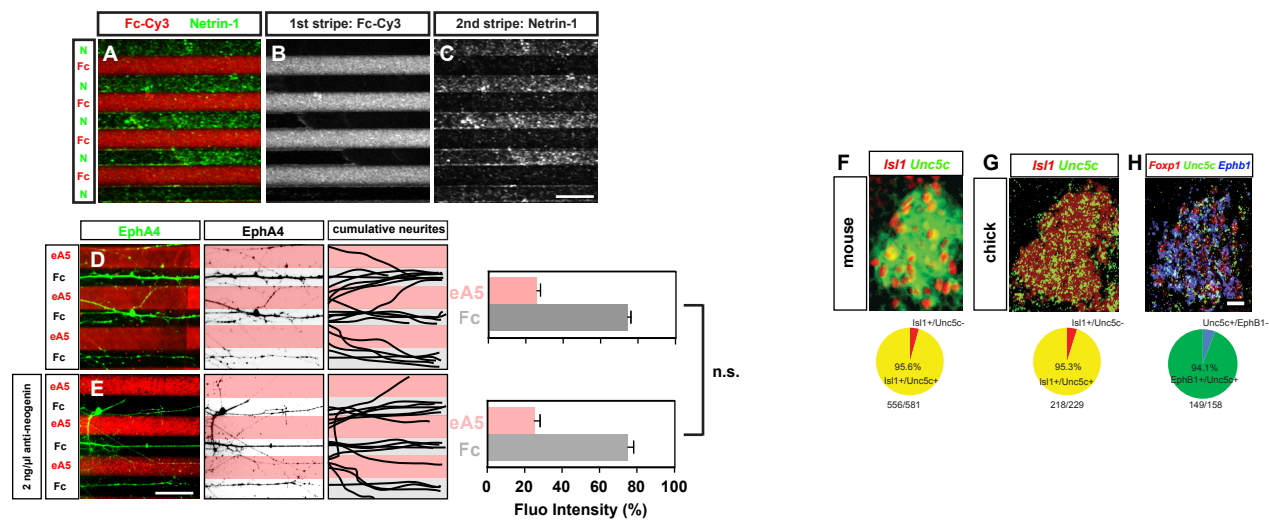 Fc-Cy3 Netrin-1
1st stripe: Fc-Cy3
2nd stripe: Netrin-1
N
Fc
N
Fc
N
Fc
N
Fc
N
A
B
C
EphA4
EphA4
cumulative neurites
eA5
Fc
eA5
Fc
eA5
Fc
D
2 ng/µl anti-neogenin
eA5
Fc
eA5
Fc
eA5
Fc
E
eA5
Fc
eA5
Fc
n.s.
0 20 40 60 80 100
Fluo Intensity (%)
F
Isl1 Unc5c
mouse
Isl1+/Unc5c-
95.6%
Isl1+/Unc5c+
556/581
G
Isl1 Unc5c
chick
Isl1+/Unc5c-
95.3%
Isl1+/Unc5c+
218/229
H
Foxp1 Unc5c Ephb1
Unc5c+/EphB1-
94.1%
EphB1+/Unc5c+
149/158